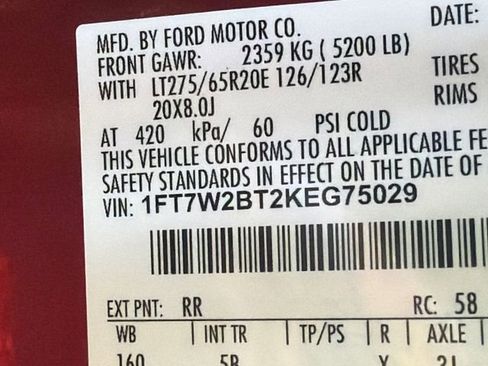 MFD. BY FORD MOTOR CO. DATE:
FRONT GAWR: 2359 KG ( 5200 LB)
WITH LT275/65R20E 126/123R TIRES
20X8.0J RIMS
AT 420 kPa/ 60 PSI COLD
THIS VEHICLE CONFORMS TO ALL APPLICABLE FE
SAFETY STANDARDS IN EFFECT ON THE DATE OF
VIN: 1FT7W2BT2KEG75029
EXT PNT: RR RC: 58
WB | INT TR | TP/PS | R | AXLE
160 5B Y